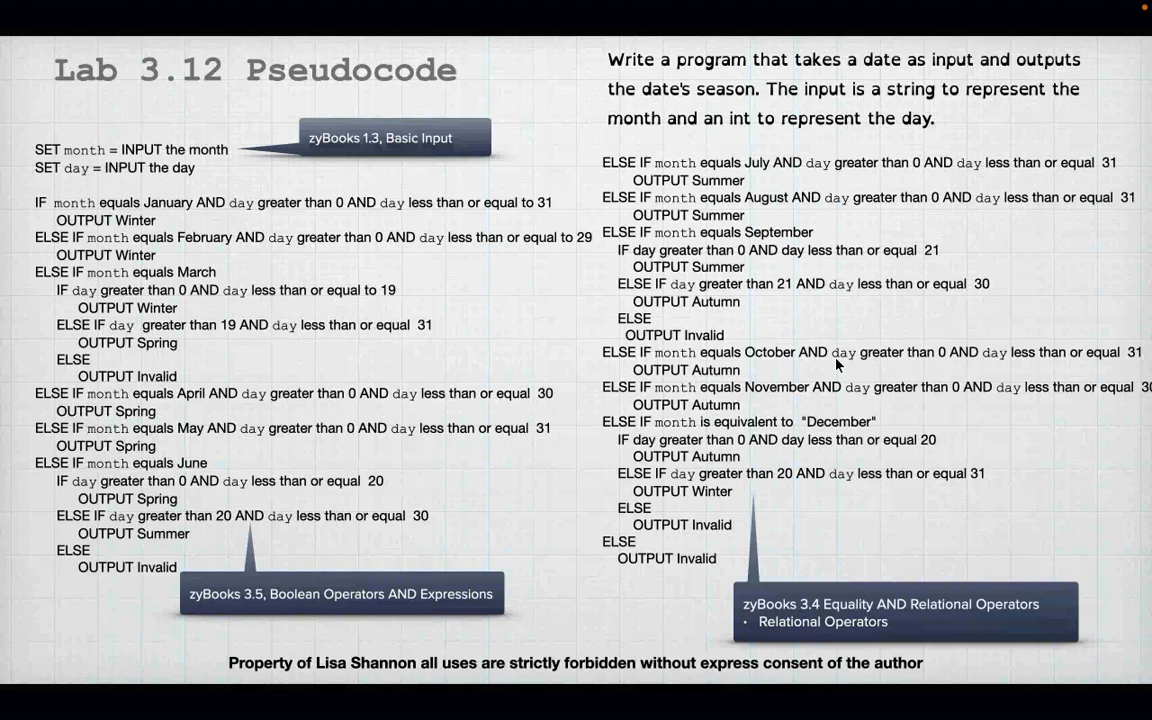 Lab 3.12 Pseudocode
zyBooks 1.3, Basic Input
SET month = INPUT the month
SET day = INPUT the day
IF month equals January AND day greater than 0 AND day less than or equal to 31
OUTPUT Winter
ELSE IF month equals February AND day greater than 0 AND day less than or equal to 29
OUTPUT Winter
ELSE IF month equals March
IF day greater than 0 AND day less than or equal to 19
OUTPUT Winter
ELSE IF day greater than 19 AND day less than or equal 31
OUTPUT Spring
ELSE
OUTPUT Invalid
ELSE IF month equals April AND day greater than 0 AND day less than or equal 30
OUTPUT Spring
ELSE IF month equals May AND day greater than 0 AND day less than or equal 31
OUTPUT Spring
ELSE IF month equals June
IF day greater than 0 AND day less than or equal 20
OUTPUT Spring
ELSE IF day greater than 20 AND day less than or equal 30
OUTPUT Summer
ELSE
OUTPUT Invalid
zyBooks 3.5, Boolean Operators AND Expressions
Write a program that takes a date as input and outputs
the date's season. The input is a string to represent the
month and an int to represent the day.
ELSE IF month equals July AND day greater than 0 AND day less than or equal 31
OUTPUT Summer
ELSE IF month equals August AND day greater than 0 AND day less than or equal 31
OUTPUT Summer
ELSE IF month equals September
IF day greater than 0 AND day less than or equal 21
OUTPUT Summer
ELSE IF day greater than 21 AND day less than or equal 30
OUTPUT Autumn
ELSE
OUTPUT Invalid
ELSE IF month equals October AND day greater than 0 AND day less than or equal 31
OUTPUT Autumn
ELSE IF month equals November AND day greater than 0 AND day less than or equal 30
OUTPUT Autumn
ELSE IF month is equivalent to "December"
IF day greater than 0 AND day less than or equal 20
OUTPUT Autumn
ELSE IF day greater than 20 AND day less than or equal 31
OUTPUT Winter
ELSE
OUTPUT Invalid
ELSE
OUTPUT Invalid
zyBooks 3.4 Equality AND Relational Operators
• Relational Operators
Property of Lisa Shannon all uses are strictly forbidden without express consent of the author